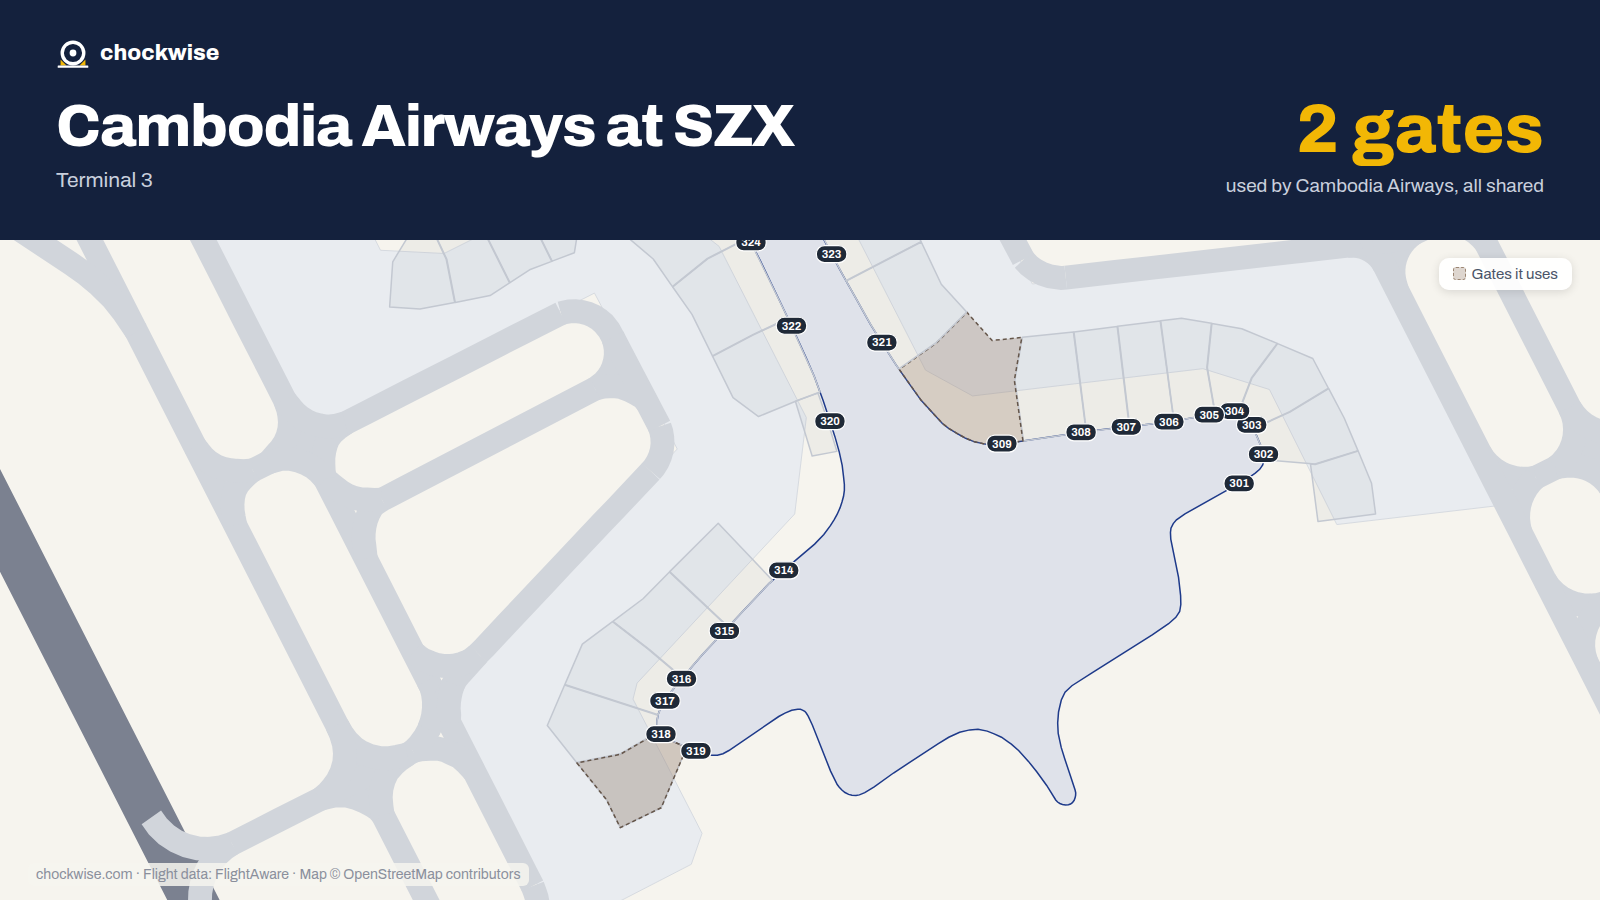 chockwise
Cambodia Airways at SZX
Terminal 3
2 gates
used by Cambodia Airways, all shared
Gates it uses
324
323
322
321
320
309
308
307
306
305
304
303
302
301
314
315
316
317
318
319
chockwise.com · Flight data: FlightAware · Map © OpenStreetMap contributors